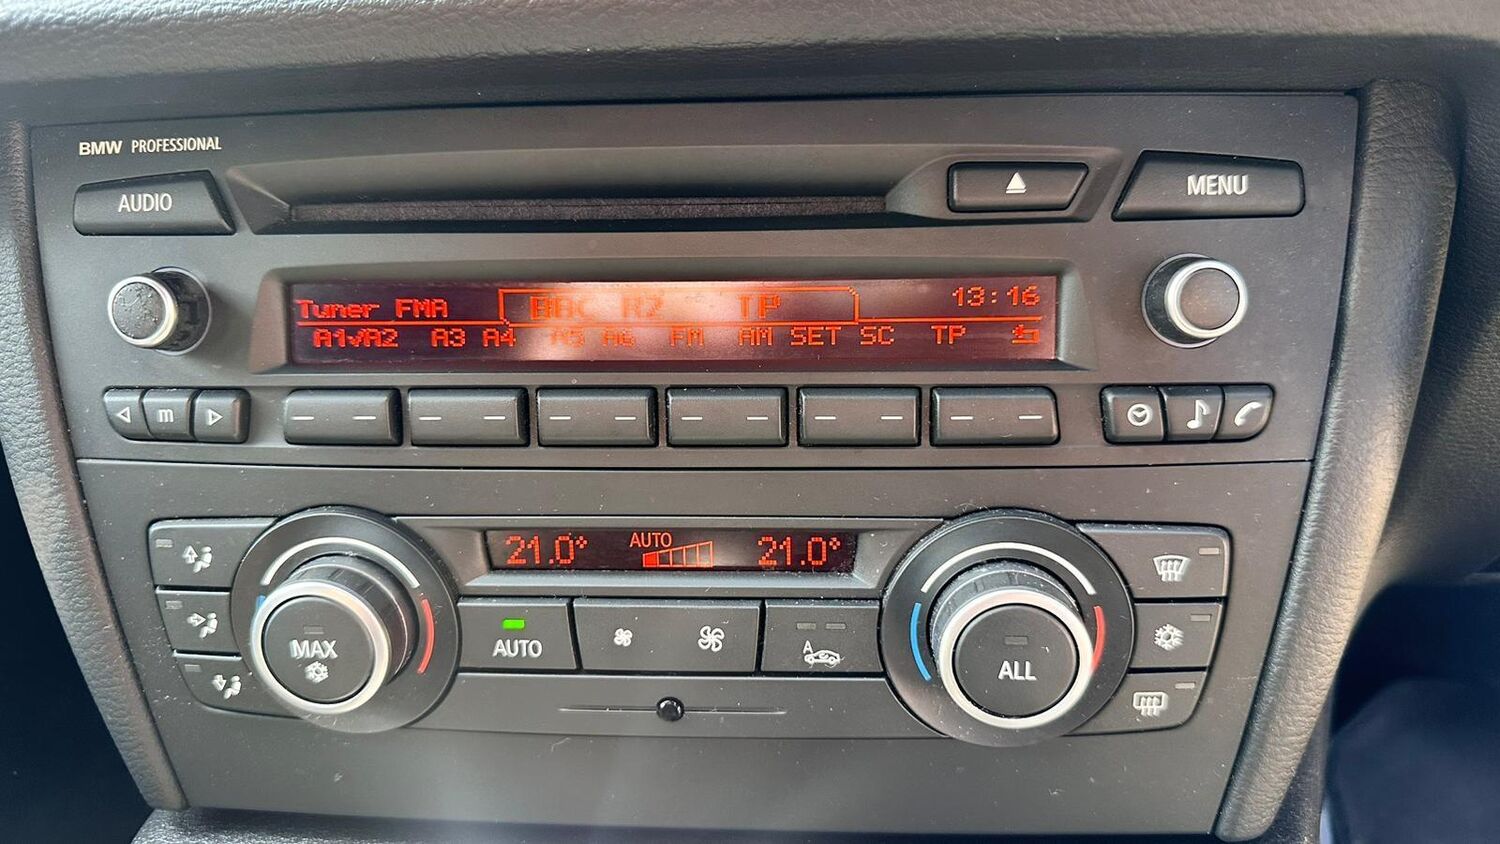 BMW PROFESSIONAL
AUDIO
MENU
Tuner FMA BBC R2 TP 13:16
A1√A2 A3 A4 A5 A6 FM AM SET SC TP
m
21.0° AUTO 21.0°
MAX
AUTO
A
ALL